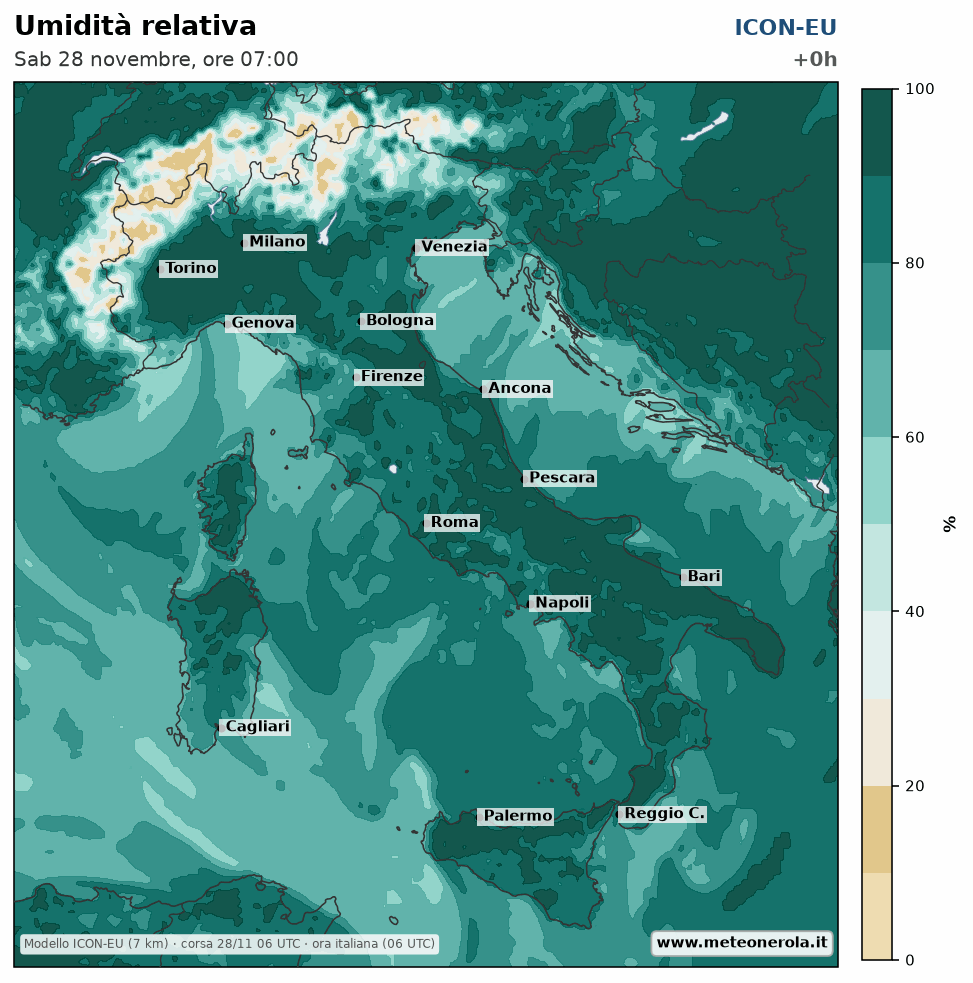 Umidità relativa
ICON-EU
Sab 28 novembre, ore 07:00
+0h
100
80
60
40
20
0
%
Milano
Venezia
Torino
Genova
Bologna
Firenze
Ancona
Pescara
Roma
Bari
Napoli
Cagliari
Palermo
Reggio C.
Modello ICON-EU (7 km) · corsa 28/11 06 UTC · ora italiana (06 UTC)
www.meteonerola.it